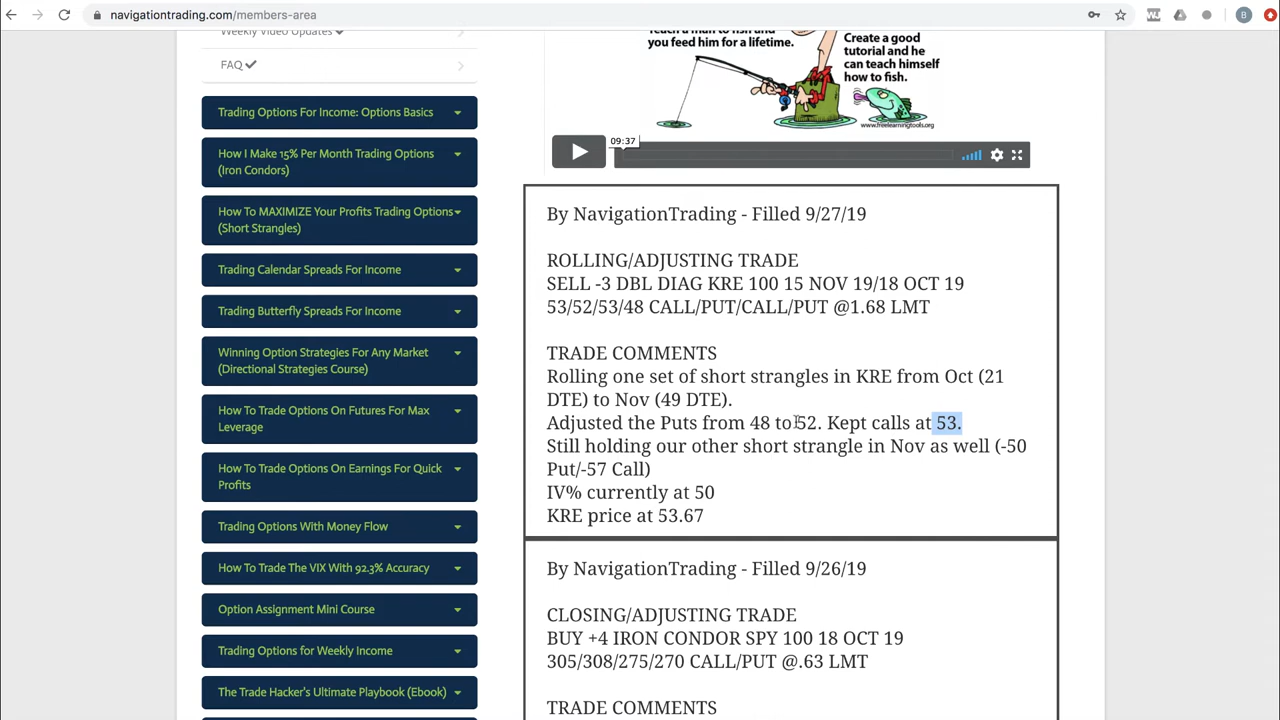 navigationtrading.com/members-area
B
Weekly Video Updates
FAQ
Trading Options For Income: Options Basics
How I Make 15% Per Month Trading Options
(Iron Condors)
How To MAXIMIZE Your Profits Trading Options
(Short Strangles)
Trading Calendar Spreads For Income
Trading Butterfly Spreads For Income
Winning Option Strategies For Any Market
(Directional Strategies Course)
How To Trade Options On Futures For Max
Leverage
How To Trade Options On Earnings For Quick
Profits
Trading Options With Money Flow
How To Trade The VIX With 92.3% Accuracy
Option Assignment Mini Course
Trading Options for Weekly Income
The Trade Hacker's Ultimate Playbook (Ebook)
Teach a man to fish and
you feed him for a lifetime.
Create a good
tutorial and he
can teach himself
how to fish.
www.freelearningtools.org
09:37
By NavigationTrading - Filled 9/27/19
ROLLING/ADJUSTING TRADE
SELL -3 DBL DIAG KRE 100 15 NOV 19/18 OCT 19
53/52/53/48 CALL/PUT/CALL/PUT @1.68 LMT
TRADE COMMENTS
Rolling one set of short strangles in KRE from Oct (21
DTE) to Nov (49 DTE).
Adjusted the Puts from 48 to 52. Kept calls at 53.
Still holding our other short strangle in Nov as well (-50
Put/-57 Call)
IV% currently at 50
KRE price at 53.67
By NavigationTrading - Filled 9/26/19
CLOSING/ADJUSTING TRADE
BUY +4 IRON CONDOR SPY 100 18 OCT 19
305/308/275/270 CALL/PUT @.63 LMT
TRADE COMMENTS